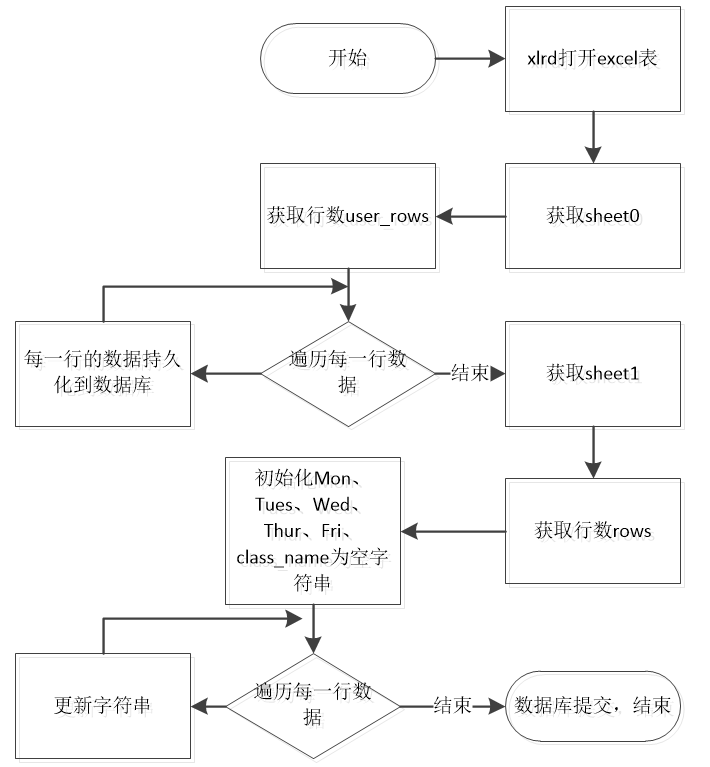 开始
xlrd打开excel表
获取行数user_rows
获取sheet0
每一行的数据持久
化到数据库
遍历每一行数
据
结束
获取sheet1
初始化Mon、
Tues、Wed、
Thur、Fri、
class_name为空字
符串
获取行数rows
更新字符串
遍历每一行数
据
结束
数据库提交，结束